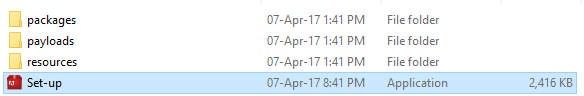 packages 07-Apr-17 1:41 PM File folder
payloads 07-Apr-17 1:41 PM File folder
resources 07-Apr-17 1:41 PM File folder
Set-up 07-Apr-17 8:41 PM Application 2,416 KB